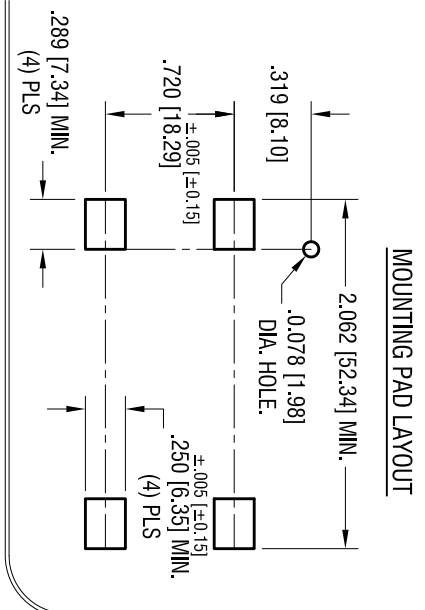 MOUNTING PAD LAYOUT
2.062 [52.34] MIN.
.319 [8.10]
.0.078 [1.98]
DIA. HOLE.
±.005 [±0.15]
.720 [18.29]
±.005 [±0.15]
.250 [6.35] MIN.
(4) PLS
.289 [7.34] MIN.
(4) PLS